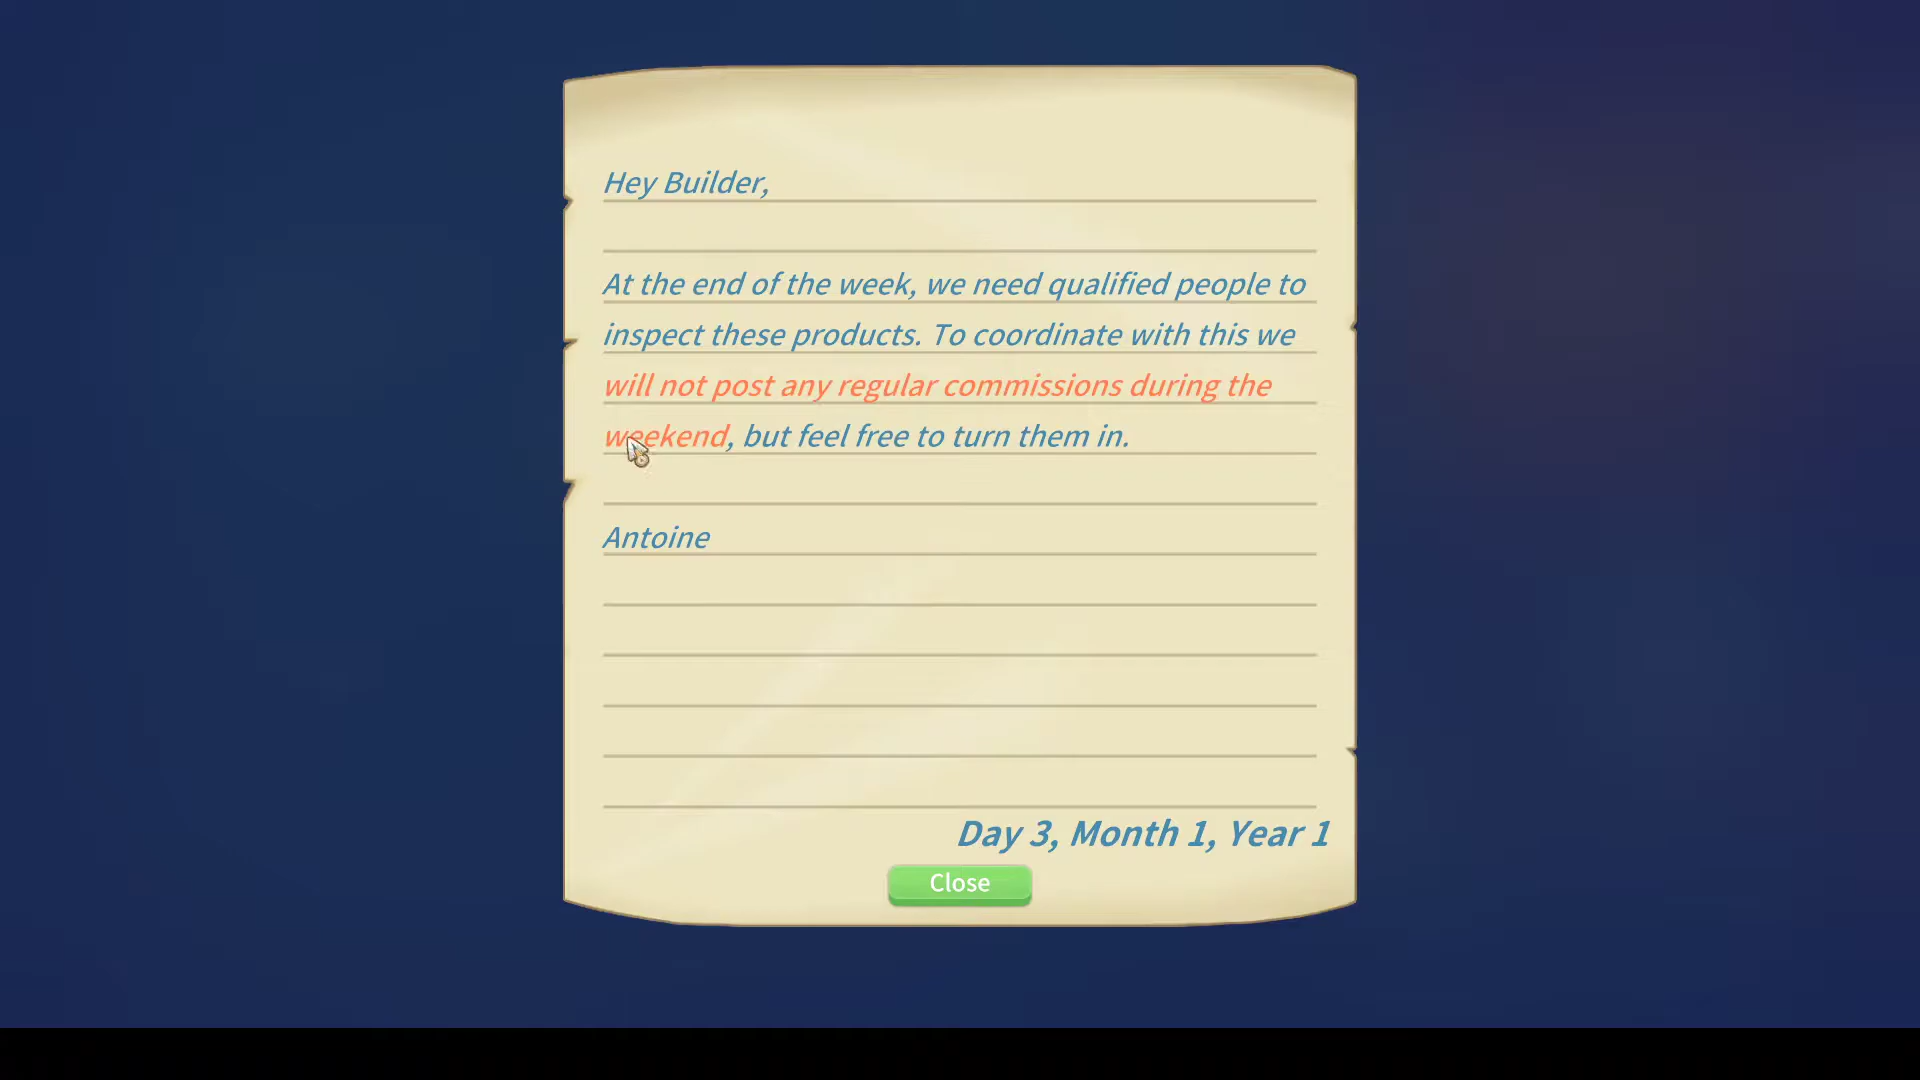 Hey Builder,
At the end of the week, we need qualified people to
inspect these products. To coordinate with this we
will not post any regular commissions during the
weekend, but feel free to turn them in.
Antoine
Day 3, Month 1, Year 1
Close